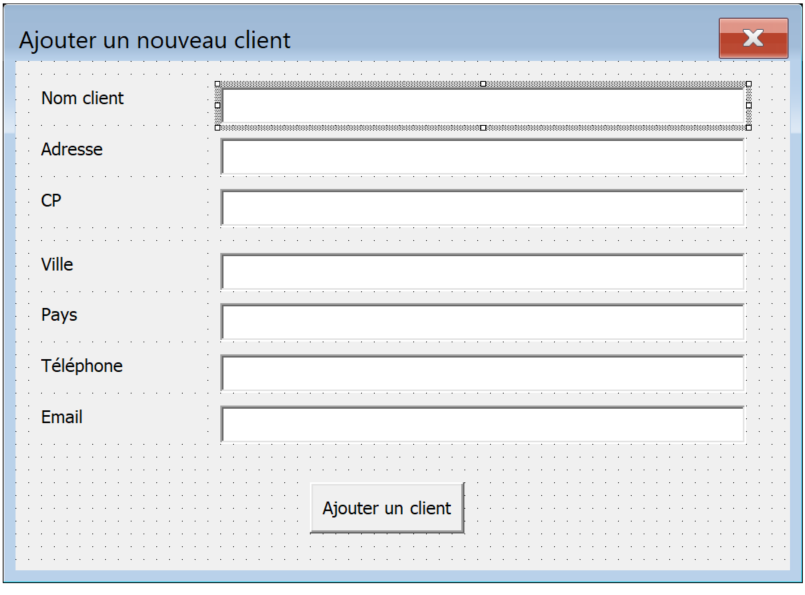 Ajouter un nouveau client
Nom client
Adresse
CP
Ville
Pays
Téléphone
Email
Ajouter un client